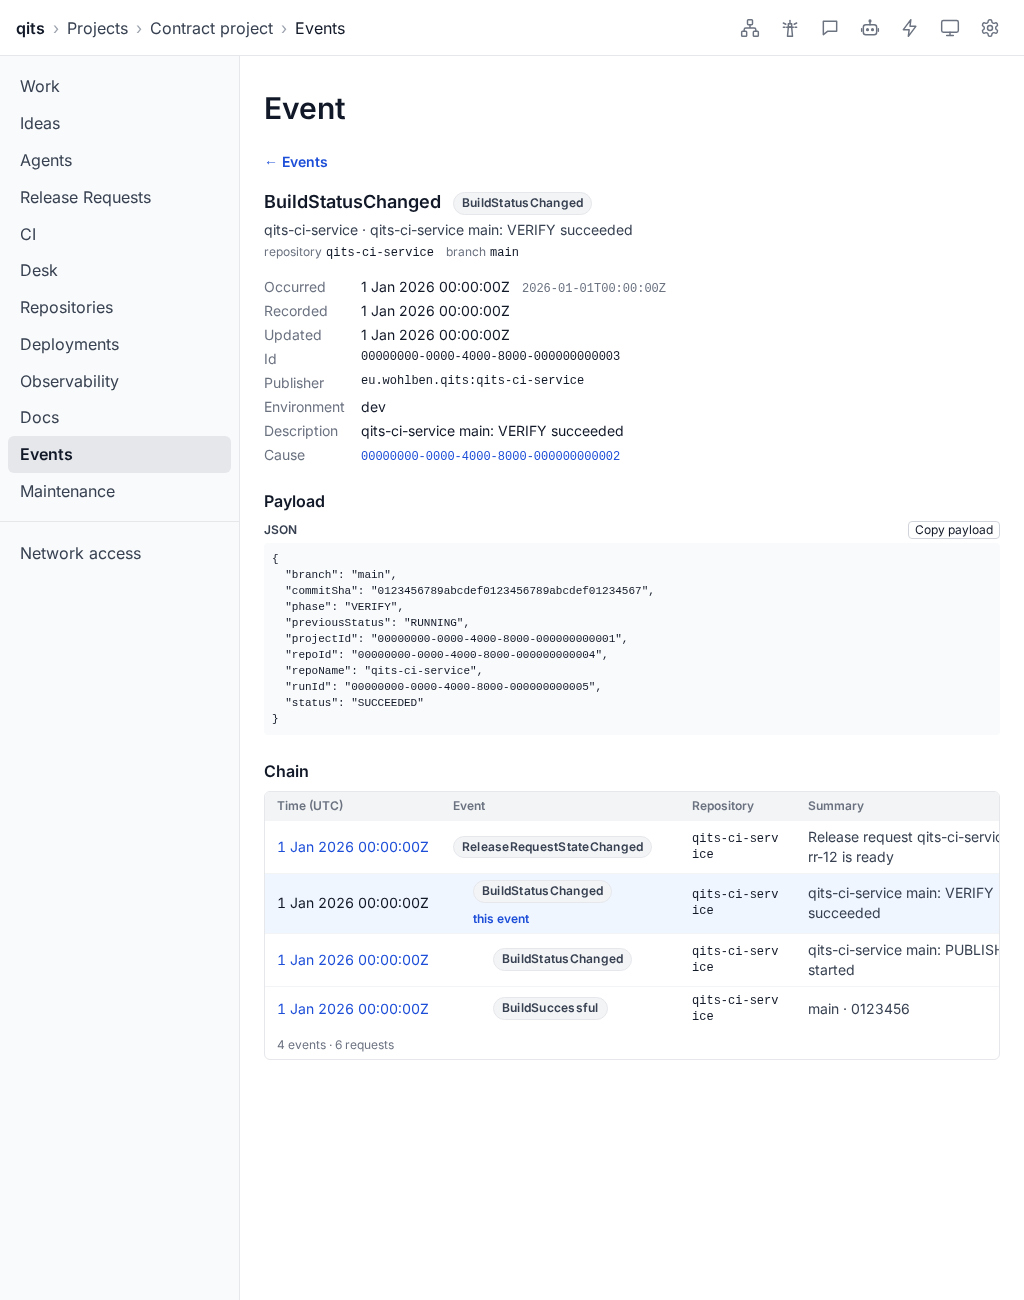 qits › Projects › Contract project › Events
Work
Ideas
Agents
Release Requests
CI
Desk
Repositories
Deployments
Observability
Docs
Events
Maintenance
Network access
Event
← Events
BuildStatusChanged BuildStatusChanged
qits-ci-service · qits-ci-service main: VERIFY succeeded
repository qits-ci-service branch main
Occurred 1 Jan 2026 00:00:00Z 2026-01-01T00:00:00Z
Recorded 1 Jan 2026 00:00:00Z
Updated 1 Jan 2026 00:00:00Z
Id 00000000-0000-4000-8000-000000000003
Publisher eu.wohlben.qits:qits-ci-service
Environment dev
Description qits-ci-service main: VERIFY succeeded
Cause 00000000-0000-4000-8000-000000000002
Payload
JSON Copy payload
{
"branch": "main",
"commitSha": "0123456789abcdef0123456789abcdef01234567",
"phase": "VERIFY",
"previousStatus": "RUNNING",
"projectId": "00000000-0000-4000-8000-000000000001",
"repoId": "00000000-0000-4000-8000-000000000004",
"repoName": "qits-ci-service",
"runId": "00000000-0000-4000-8000-000000000005",
"status": "SUCCEEDED"
}
Chain
Time (UTC) Event Repository Summary
1 Jan 2026 00:00:00Z ReleaseRequestStateChanged qits-ci-serv
ice
Release request qits-ci-servic
rr-12 is ready
1 Jan 2026 00:00:00Z BuildStatusChanged
this event
qits-ci-serv
ice
qits-ci-service main: VERIFY
succeeded
1 Jan 2026 00:00:00Z BuildStatusChanged qits-ci-serv
ice
qits-ci-service main: PUBLISH
started
1 Jan 2026 00:00:00Z BuildSuccessful qits-ci-serv
ice
main · 0123456
4 events · 6 requests